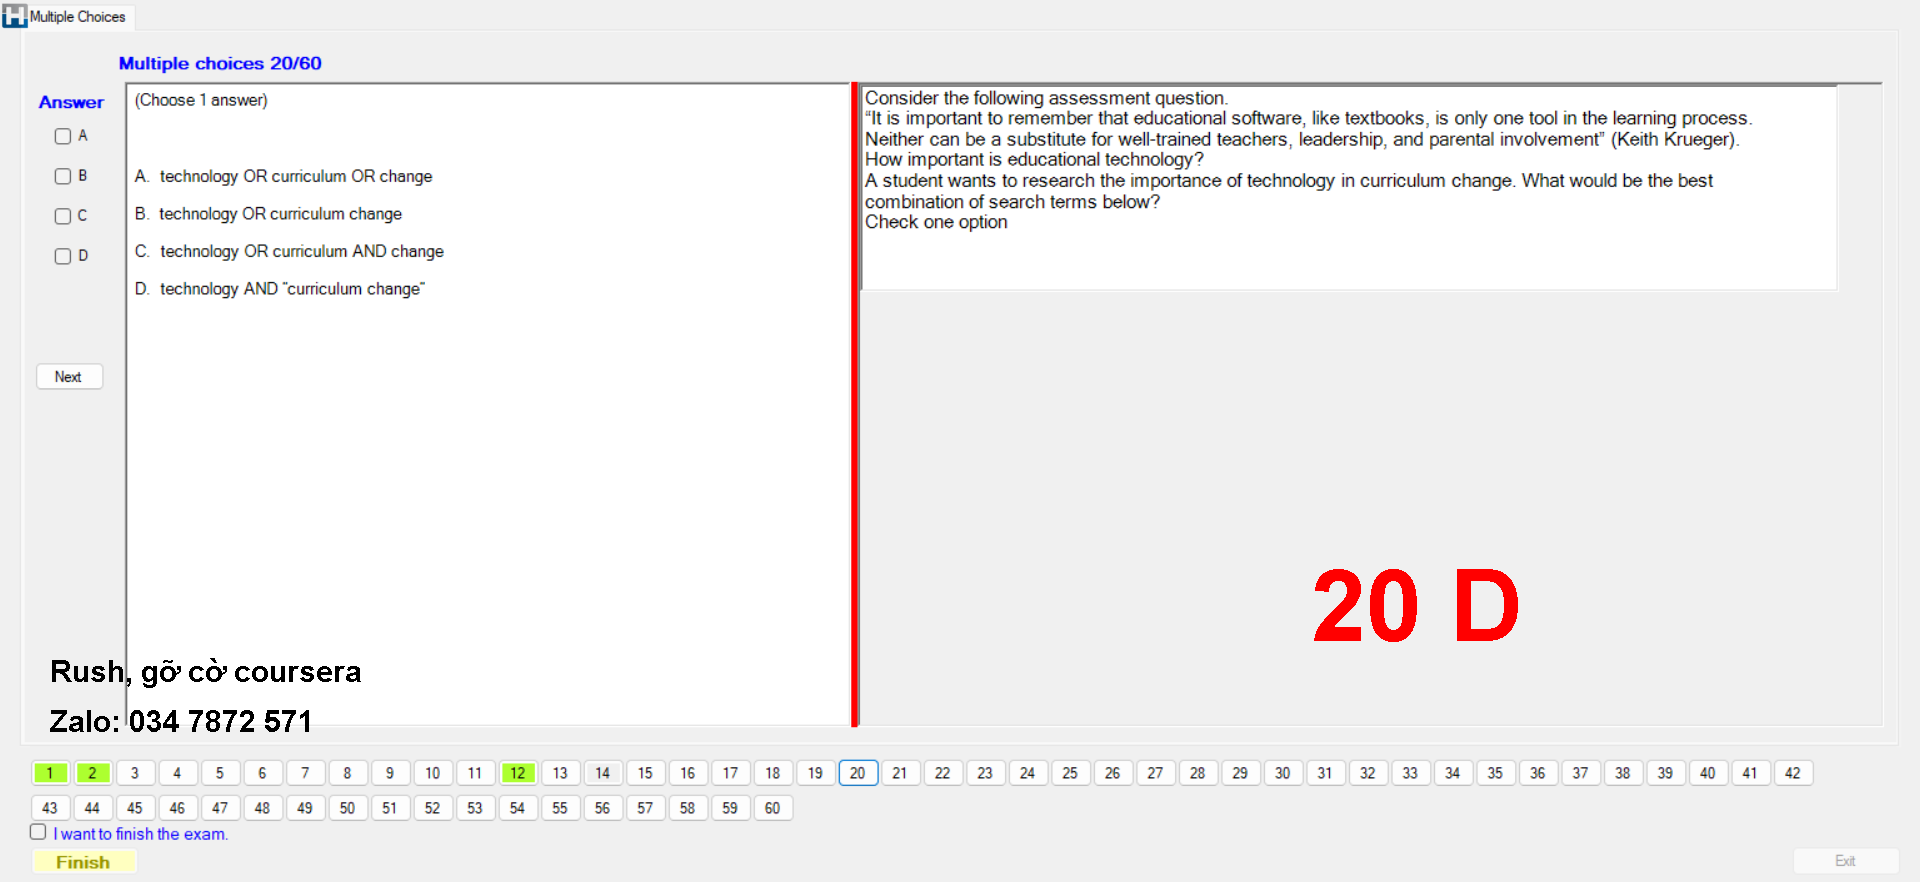 Multiple Choices
Multiple choices 20/60
Answer
A
B
C
D
Next
(Choose 1 answer)
A. technology OR curriculum OR change
B. technology OR curriculum change
C. technology OR curriculum AND change
D. technology AND "curriculum change"
Consider the following assessment question.
“It is important to remember that educational software, like textbooks, is only one tool in the learning process.
Neither can be a substitute for well-trained teachers, leadership, and parental involvement” (Keith Krueger).
How important is educational technology?
A student wants to research the importance of technology in curriculum change. What would be the best
combination of search terms below?
Check one option
20 D
Rush, gỡ cờ coursera
Zalo: 034 7872 571
1 2 3 4 5 6 7 8 9 10 11 12 13 14 15 16 17 18 19 20 21 22 23 24 25 26 27 28 29 30 31 32 33 34 35 36 37 38 39 40 41 42
43 44 45 46 47 48 49 50 51 52 53 54 55 56 57 58 59 60
I want to finish the exam.
Finish
Exit